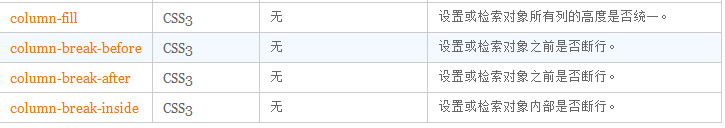 column-fill CSS3 无 设置或检索对象所有列的高度是否统一。
column-break-before CSS3 无 设置或检索对象之前是否断行。
column-break-after CSS3 无 设置或检索对象之前是否断行。
column-break-inside CSS3 无 设置或检索对象内部是否断行。